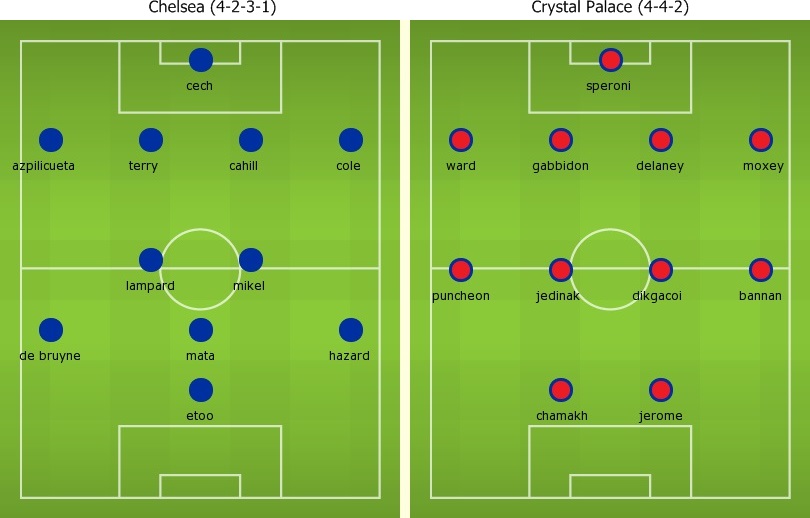 Chelsea (4-2-3-1)
cech
azpilicueta terry cahill cole
lampard mikel
de bruyne mata hazard
etoo
Crystal Palace (4-4-2)
speroni
ward gabbidon delaney moxey
puncheon jedinak dikgacoi bannan
chamakh jerome